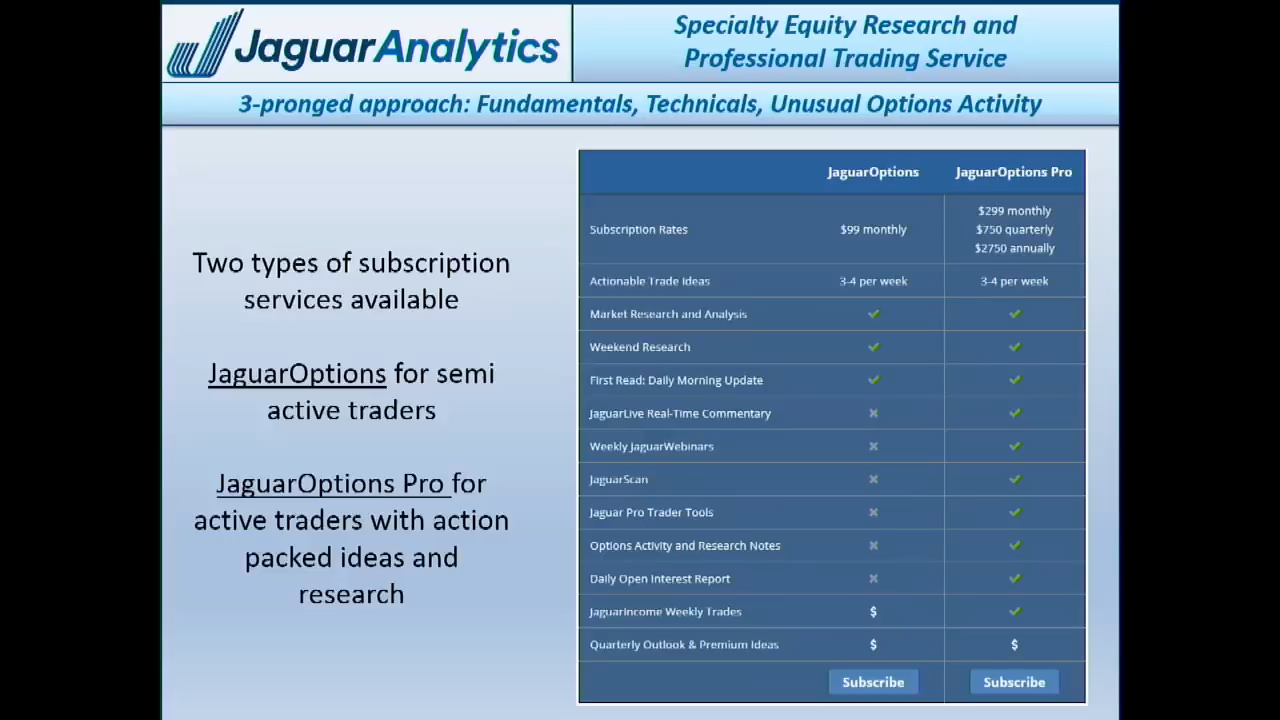 JaguarAnalytics
Specialty Equity Research and
Professional Trading Service
3-pronged approach: Fundamentals, Technicals, Unusual Options Activity
Two types of subscription
services available
JaguarOptions for semi
active traders
JaguarOptions Pro for
active traders with action
packed ideas and
research
JaguarOptions JaguarOptions Pro
Subscription Rates $99 monthly $299 monthly
$750 quarterly
$2750 annually
Actionable Trade Ideas 3-4 per week 3-4 per week
Market Research and Analysis
Weekend Research
First Read: Daily Morning Update
JaguarLive Real-Time Commentary
Weekly JaguarWebinars
JaguarScan
Jaguar Pro Trader Tools
Options Activity and Research Notes
Daily Open Interest Report
JaguarIncome Weekly Trades $
Quarterly Outlook & Premium Ideas $ $
Subscribe Subscribe